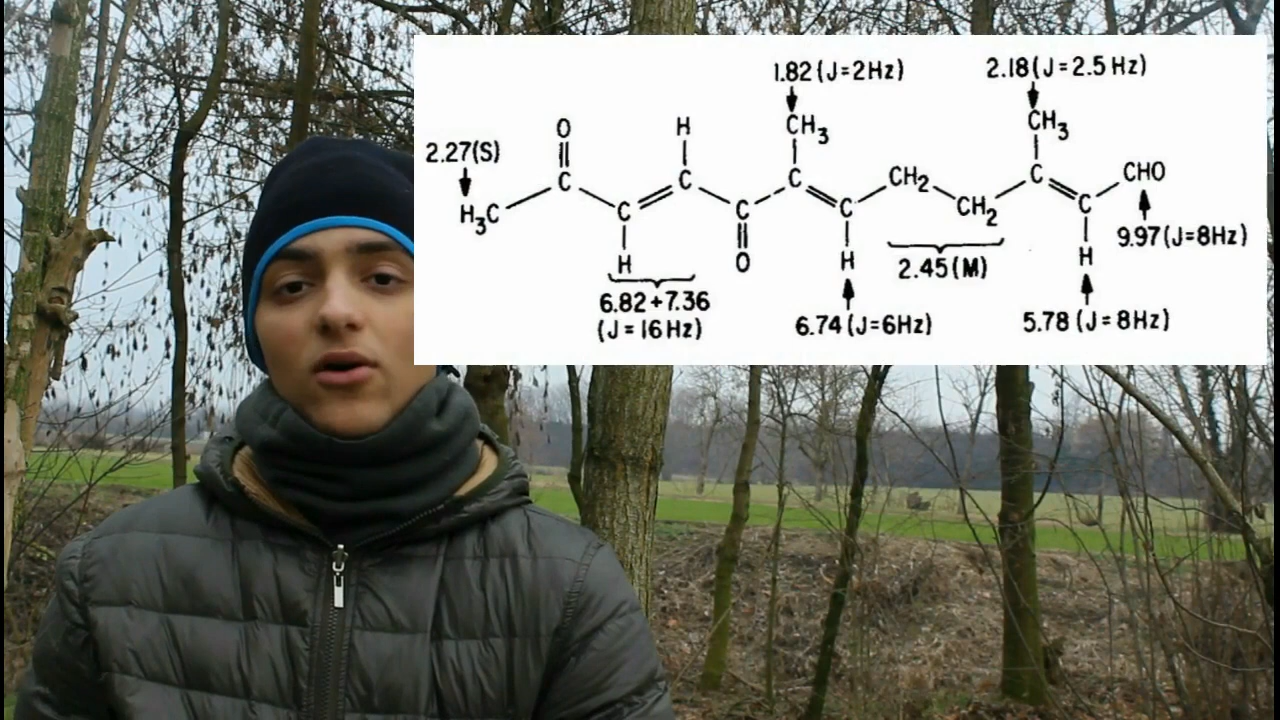 1.82 (J=2Hz)
2.18 (J=2.5 Hz)
CH3
CH3
O
H
2.27(S)
C
C
C
CH2
C
CHO
H3C
C
C
C
CH2
C
9.97 (J=8Hz)
H
O
H
H
2.45(M)
6.82+7.36
(J=16Hz)
6.74 (J=6Hz)
5.78 (J=8Hz)